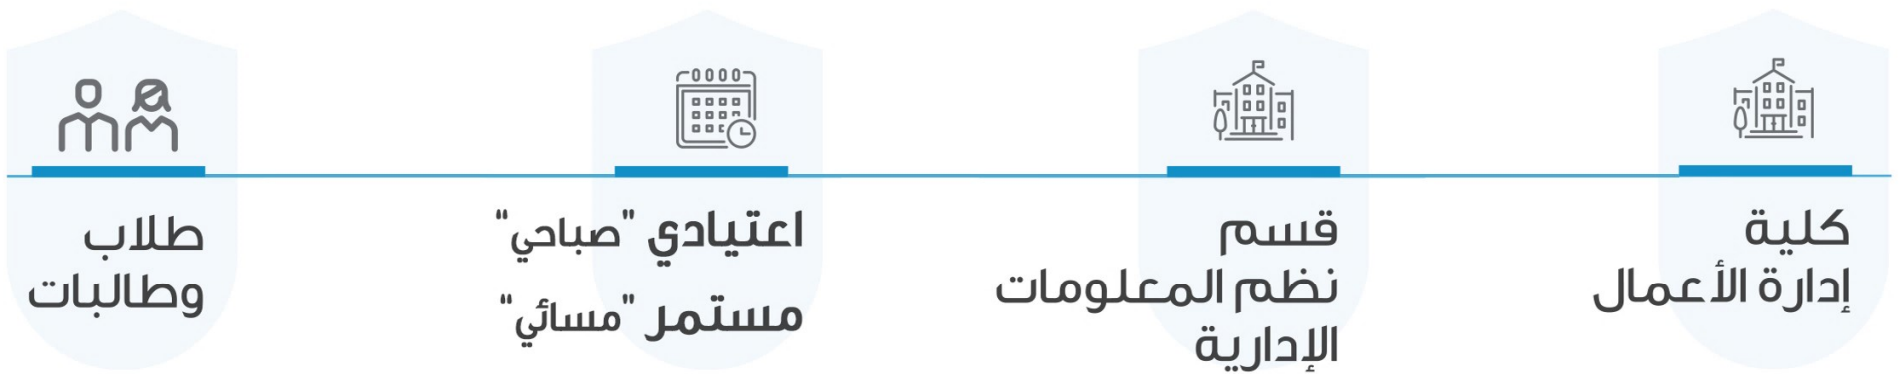 كلية
إدارة الأعمال
قسم
نظم المعلومات
الإدارية
اعتيادي "صباحي"
مستمر "مسائي"
طلاب
وطالبات